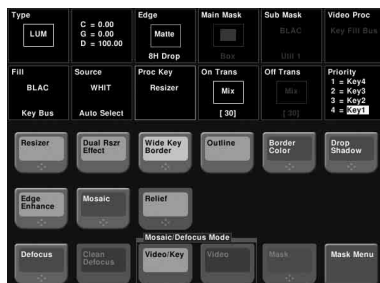 Type
Edge
Main Mask
Sub Mask
Video Proc
LUM
C = 0.00
G = 0.00
D = 100.00
Matte
8H Drop
Box
BLAC
Util 1
Key Fill Bus
Fill
Source
Proc Key
On Trans
Off Trans
Priority
BLAC
WHIT
Resizer
Mix
Mix
1 = Key4
2 = Key3
3 = Key2
4 = Key1
Key Bus
Auto Select
[ 30]
[ 30]
Resizer
Dual Rszr
Effect
Wide Key
Border
Outline
Border
Color
Drop
Shadow
Edge
Enhance
Mosaic
Relief
Mosaic/Defocus Mode
Defocus
Clean
Defocus
Video/Key
Video
Mask
Mask Menu